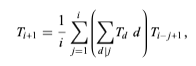 T_{i+1} = \frac{1}{i} \sum_{j=1}^{i} \left( \sum_{d|j} T_d \, d \right) T_{i-j+1},